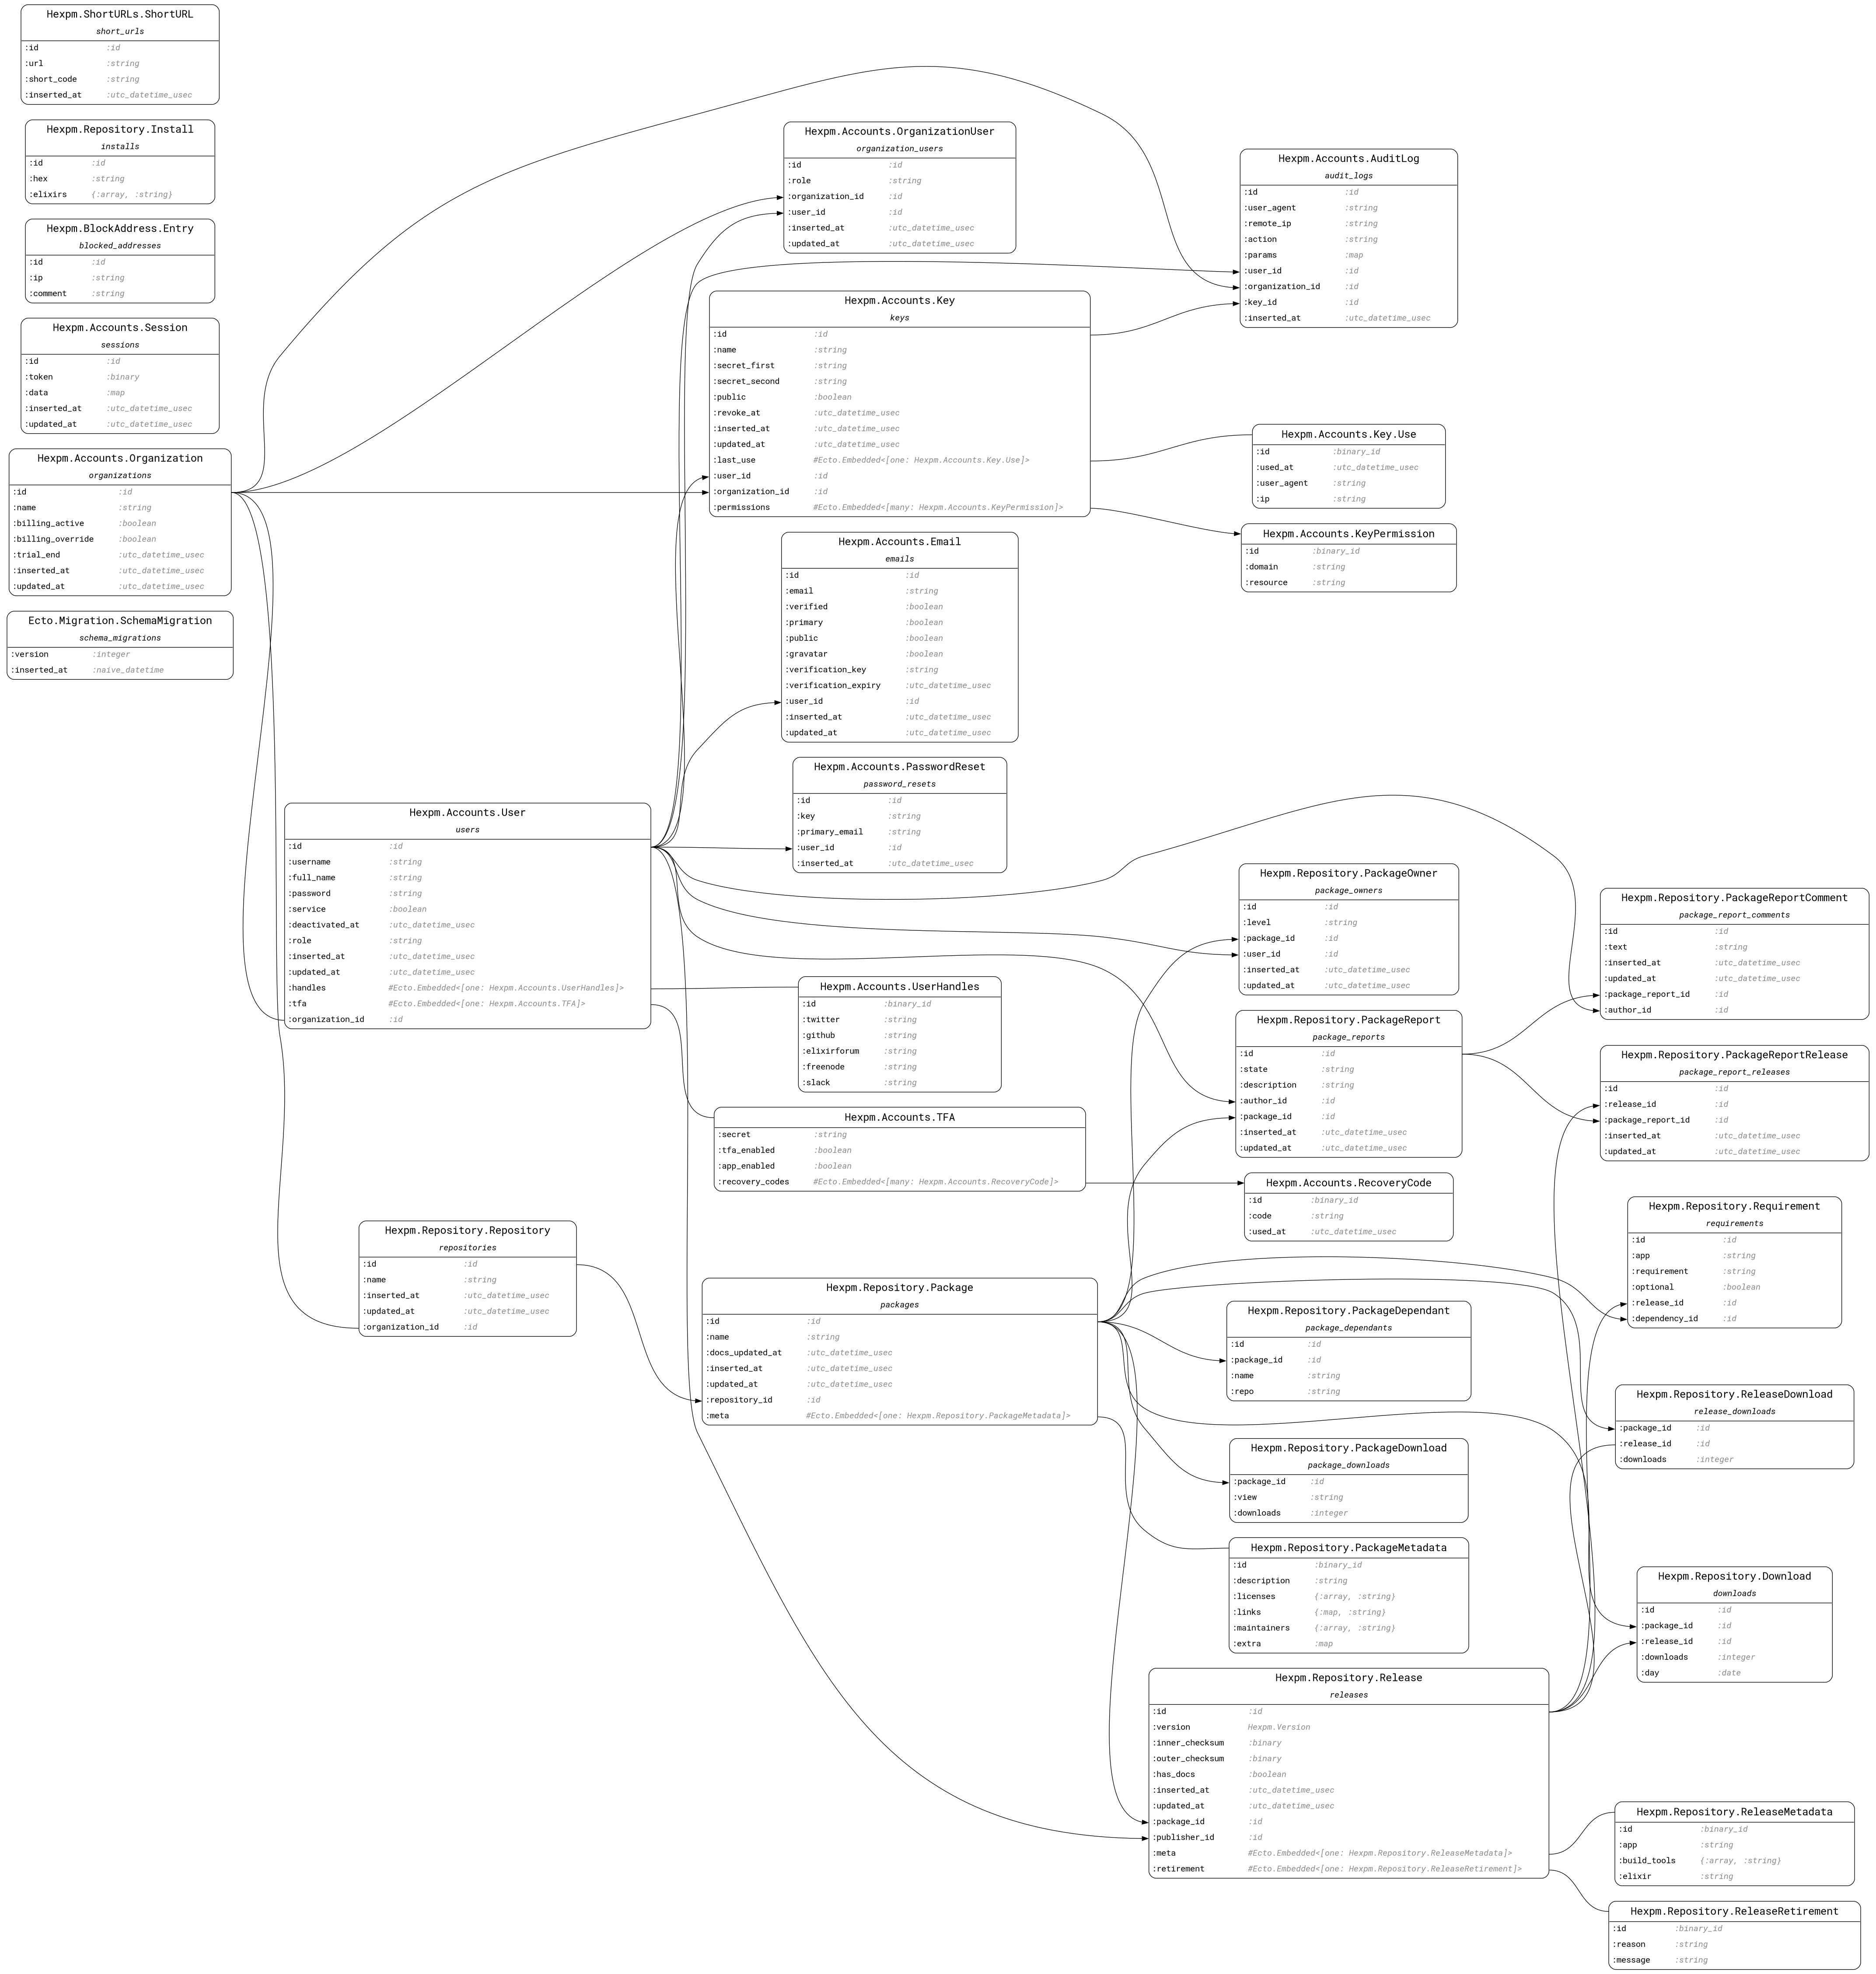 Hexpm.ShortURLs.ShortURL
short_urls
:id :id
:url :string
:short_code :string
:inserted_at :utc_datetime_usec
Hexpm.Repository.Install
installs
:id :id
:hex :string
:elixirs {:array, :string}
Hexpm.BlockAddress.Entry
blocked_addresses
:id :id
:ip :string
:comment :string
Hexpm.Accounts.Session
sessions
:id :id
:token :binary
:data :map
:inserted_at :utc_datetime_usec
:updated_at :utc_datetime_usec
Hexpm.Accounts.Organization
organizations
:id :id
:name :string
:billing_active :boolean
:billing_override :boolean
:trial_end :utc_datetime_usec
:inserted_at :utc_datetime_usec
:updated_at :utc_datetime_usec
Ecto.Migration.SchemaMigration
schema_migrations
:version :integer
:inserted_at :naive_datetime
Hexpm.Accounts.User
users
:id :id
:username :string
:full_name :string
:password :string
:service :boolean
:deactivated_at :utc_datetime_usec
:role :string
:inserted_at :utc_datetime_usec
:updated_at :utc_datetime_usec
:handles #Ecto.Embedded<[one: Hexpm.Accounts.UserHandles]>
:tfa #Ecto.Embedded<[one: Hexpm.Accounts.TFA]>
:organization_id :id
Hexpm.Repository.Repository
repositories
:id :id
:name :string
:inserted_at :utc_datetime_usec
:updated_at :utc_datetime_usec
:organization_id :id
Hexpm.Accounts.OrganizationUser
organization_users
:id :id
:role :string
:organization_id :id
:user_id :id
:inserted_at :utc_datetime_usec
:updated_at :utc_datetime_usec
Hexpm.Accounts.Key
keys
:id :id
:name :string
:secret_first :string
:secret_second :string
:public :boolean
:revoke_at :utc_datetime_usec
:inserted_at :utc_datetime_usec
:updated_at :utc_datetime_usec
:last_use #Ecto.Embedded<[one: Hexpm.Accounts.Key.Use]>
:user_id :id
:organization_id :id
:permissions #Ecto.Embedded<[many: Hexpm.Accounts.KeyPermission]>
Hexpm.Accounts.Email
emails
:id :id
:email :string
:verified :boolean
:primary :boolean
:public :boolean
:gravatar :boolean
:verification_key :string
:verification_expiry :utc_datetime_usec
:user_id :id
:inserted_at :utc_datetime_usec
:updated_at :utc_datetime_usec
Hexpm.Accounts.PasswordReset
password_resets
:id :id
:key :string
:primary_email :string
:user_id :id
:inserted_at :utc_datetime_usec
Hexpm.Accounts.UserHandles
:id :binary_id
:twitter :string
:github :string
:elixirforum :string
:freenode :string
:slack :string
Hexpm.Accounts.TFA
:secret :string
:tfa_enabled :boolean
:app_enabled :boolean
:recovery_codes #Ecto.Embedded<[many: Hexpm.Accounts.RecoveryCode]>
Hexpm.Repository.Package
packages
:id :id
:name :string
:docs_updated_at :utc_datetime_usec
:inserted_at :utc_datetime_usec
:updated_at :utc_datetime_usec
:repository_id :id
:meta #Ecto.Embedded<[one: Hexpm.Repository.PackageMetadata]>
Hexpm.Accounts.AuditLog
audit_logs
:id :id
:user_agent :string
:remote_ip :string
:action :string
:params :map
:user_id :id
:organization_id :id
:key_id :id
:inserted_at :utc_datetime_usec
Hexpm.Accounts.Key.Use
:id :binary_id
:used_at :utc_datetime_usec
:user_agent :string
:ip :string
Hexpm.Accounts.KeyPermission
:id :binary_id
:domain :string
:resource :string
Hexpm.Repository.PackageOwner
package_owners
:id :id
:level :string
:package_id :id
:user_id :id
:inserted_at :utc_datetime_usec
:updated_at :utc_datetime_usec
Hexpm.Repository.PackageReport
package_reports
:id :id
:state :string
:description :string
:author_id :id
:package_id :id
:inserted_at :utc_datetime_usec
:updated_at :utc_datetime_usec
Hexpm.Accounts.RecoveryCode
:id :binary_id
:code :string
:used_at :utc_datetime_usec
Hexpm.Repository.PackageDependant
package_dependants
:id :id
:package_id :id
:name :string
:repo :string
Hexpm.Repository.PackageDownload
package_downloads
:package_id :id
:view :string
:downloads :integer
Hexpm.Repository.PackageMetadata
:id :binary_id
:description :string
:licenses {:array, :string}
:links {:map, :string}
:maintainers {:array, :string}
:extra :map
Hexpm.Repository.Release
releases
:id :id
:version Hexpm.Version
:inner_checksum :binary
:outer_checksum :binary
:has_docs :boolean
:inserted_at :utc_datetime_usec
:updated_at :utc_datetime_usec
:package_id :id
:publisher_id :id
:meta #Ecto.Embedded<[one: Hexpm.Repository.ReleaseMetadata]>
:retirement #Ecto.Embedded<[one: Hexpm.Repository.ReleaseRetirement]>
Hexpm.Repository.PackageReportComment
package_report_comments
:id :id
:text :string
:inserted_at :utc_datetime_usec
:updated_at :utc_datetime_usec
:package_report_id :id
:author_id :id
Hexpm.Repository.PackageReportRelease
package_report_releases
:id :id
:release_id :id
:package_report_id :id
:inserted_at :utc_datetime_usec
:updated_at :utc_datetime_usec
Hexpm.Repository.Requirement
requirements
:id :id
:app :string
:requirement :string
:optional :boolean
:release_id :id
:dependency_id :id
Hexpm.Repository.ReleaseDownload
release_downloads
:package_id :id
:release_id :id
:downloads :integer
Hexpm.Repository.Download
downloads
:id :id
:package_id :id
:release_id :id
:downloads :integer
:day :date
Hexpm.Repository.ReleaseMetadata
:id :binary_id
:app :string
:build_tools {:array, :string}
:elixir :string
Hexpm.Repository.ReleaseRetirement
:id :binary_id
:reason :string
:message :string